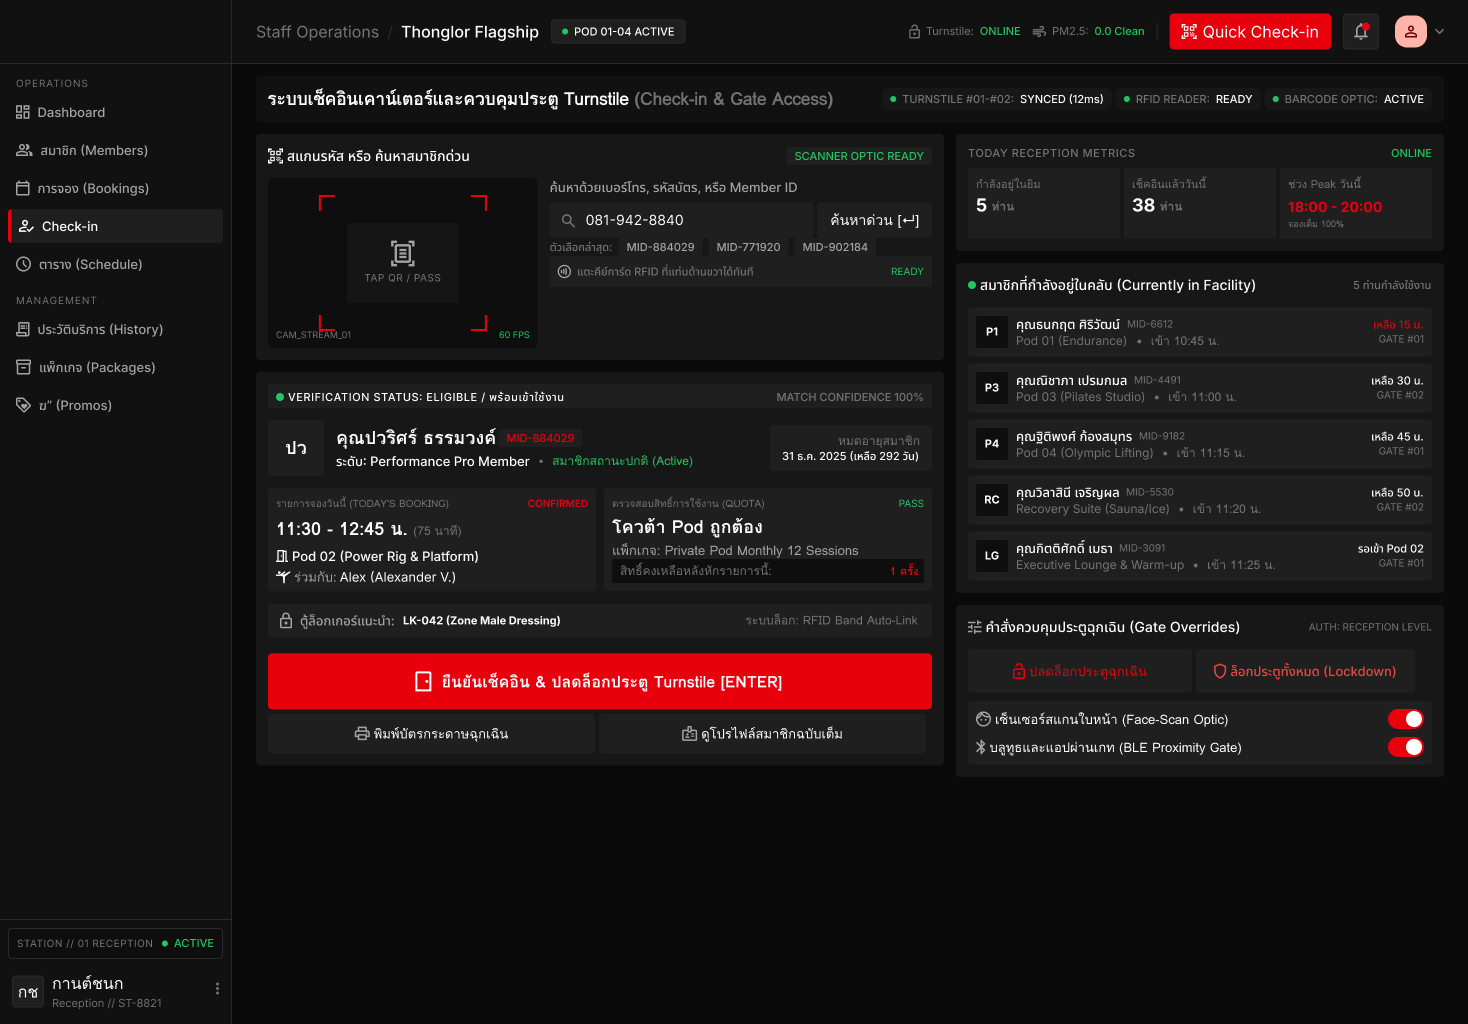 Staff Operations / Thonglor Flagship
POD 01-04 ACTIVE
Turnstile: ONLINE
PM2.5: 0.0 Clean
Quick Check-in
OPERATIONS
Dashboard
สมาชิก (Members)
การจอง (Bookings)
Check-in
ตาราง (Schedule)
MANAGEMENT
ประวัติบริการ (History)
แพ็กเกจ (Packages)
ฆ” (Promos)
STATION // 01 RECEPTION
ACTIVE
กช
กานต์ชนก
Reception // ST-8821
ระบบเช็คอินเคาน์เตอร์และควบคุมประตู Turnstile (Check-in & Gate Access)
TURNSTILE #01-#02: SYNCED (12ms)
RFID READER: READY
BARCODE OPTIC: ACTIVE
สแกนรหัส หรือ ค้นหาสมาชิกด่วน
SCANNER OPTIC READY
TAP QR / PASS
CAM_STREAM_01
60 FPS
ค้นหาด้วยเบอร์โทร, รหัสบัตร, หรือ Member ID
081-942-8840
ค้นหาด่วน [↵]
ตัวเลือกล่าสุด: MID-884029 MID-771920 MID-902184
แตะคีย์การ์ด RFID ที่แท่นด้านขวาได้ทันที
READY
VERIFICATION STATUS: ELIGIBLE / พร้อมเข้าใช้งาน
MATCH CONFIDENCE 100%
ปว
คุณปวริศร์ ธรรมวงค์ MID-884029
ระดับ: Performance Pro Member • สมาชิกสถานะปกติ (Active)
หมดอายุสมาชิก
31 ธ.ค. 2025 (เหลือ 292 วัน)
รายการจองวันนี้ (TODAY'S BOOKING)
CONFIRMED
11:30 - 12:45 น. (75 นาที)
Pod 02 (Power Rig & Platform)
ร่วมกับ: Alex (Alexander V.)
ตรวจสอบสิทธิ์การใช้งาน (QUOTA)
PASS
โควต้า Pod ถูกต้อง
แพ็กเกจ: Private Pod Monthly 12 Sessions
สิทธิ์คงเหลือหลังหักรายการนี้:
1 ครั้ง
ตู้ล็อกเกอร์แนะนำ: LK-042 (Zone Male Dressing)
ระบบล็อก: RFID Band Auto-Link
ยืนยันเช็คอิน & ปลดล็อกประตู Turnstile [ENTER]
พิมพ์บัตรกระดาษฉุกเฉิน
ดูโปรไฟล์สมาชิกฉบับเต็ม
TODAY RECEPTION METRICS
ONLINE
กำลังอยู่ในยิม
5 ท่าน
เช็คอินแล้ววันนี้
38 ท่าน
ช่วง Peak วันนี้
18:00 - 20:00
จองเต็ม 100%
สมาชิกที่กำลังอยู่ในคลับ (Currently in Facility)
5 ท่านกำลังใช้งาน
P1
คุณธนกฤต ศิริวัฒน์ MID-6612
Pod 01 (Endurance) • เข้า 10:45 น.
เหลือ 15 น.
GATE #01
P3
คุณณิชาภา เปรมกมล MID-4491
Pod 03 (Pilates Studio) • เข้า 11:00 น.
เหลือ 30 น.
GATE #02
P4
คุณฐิติพงศ์ ก้องสมุทร MID-9182
Pod 04 (Olympic Lifting) • เข้า 11:15 น.
เหลือ 45 น.
GATE #01
RC
คุณวิลาสินี เจริญผล MID-5530
Recovery Suite (Sauna/Ice) • เข้า 11:20 น.
เหลือ 50 น.
GATE #02
LG
คุณกิตติศักดิ์ เมธา MID-3091
Executive Lounge & Warm-up • เข้า 11:25 น.
รอเข้า Pod 02
GATE #01
คำสั่งควบคุมประตูฉุกเฉิน (Gate Overrides)
AUTH: RECEPTION LEVEL
ปลดล็อกประตูฉุกเฉิน
ล็อกประตูทั้งหมด (Lockdown)
เซ็นเซอร์สแกนใบหน้า (Face-Scan Optic)
บลูทูธและแอปผ่านเกท (BLE Proximity Gate)